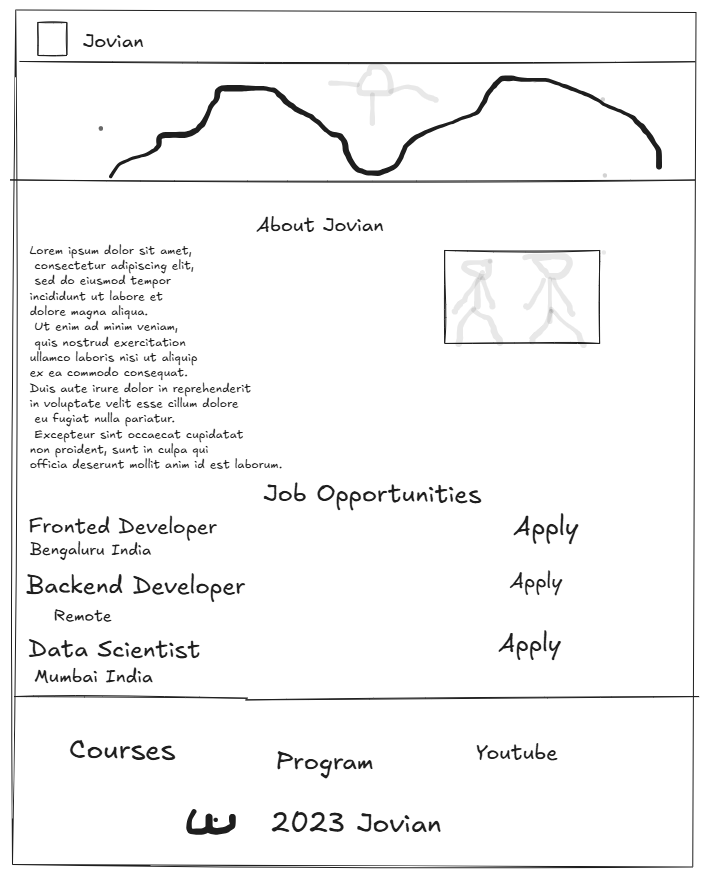 Jovian
About Jovian
Lorem ipsum dolor sit amet,
consectetur adipiscing elit,
sed do eiusmod tempor
incididunt ut labore et
dolore magna aliqua.
Ut enim ad minim veniam,
quis nostrud exercitation
ullamco laboris nisi ut aliquip
ex ea commodo consequat.
Duis aute irure dolor in reprehenderit
in voluptate velit esse cillum dolore
eu fugiat nulla pariatur.
Excepteur sint occaecat cupidatat
non proident, sunt in culpa qui
officia deserunt mollit anim id est laborum.
Job Opportunities
Fronted Developer
Apply
Bengaluru India
Backend Developer
Apply
Remote
Data Scientist
Apply
Mumbai India
Courses
Program
Youtube
2023 Jovian